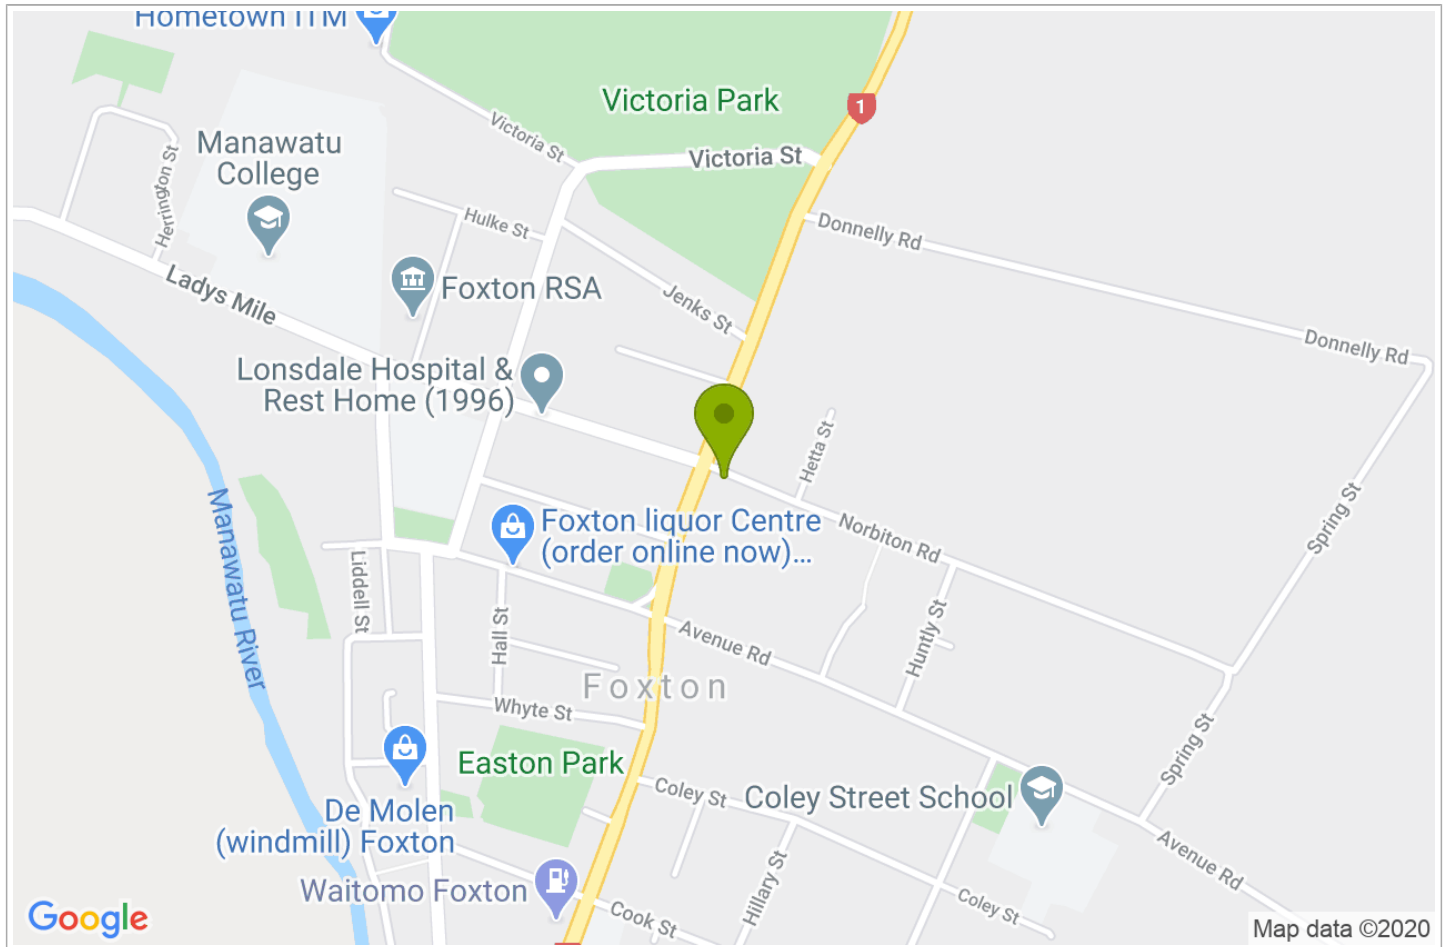 Hometown ITM
Victoria Park
1
Manawatu
College
Victoria St
Victoria St
Herrington St
Hulke St
Donnelly Rd
Ladys Mile
Foxton RSA
Jenks St
Donnelly Rd
Lonsdale Hospital &
Rest Home (1996)
Hetta St
Manawatu River
Foxton liquor Centre
(order online now)...
Norbiton Rd
Spring St
Liddell St
Hall St
Avenue Rd
Huntly St
Foxton
Whyte St
Spring St
Easton Park
Coley St
Coley Street School
De Molen
(windmill) Foxton
Waitomo Foxton
Hillary St
Avenue Rd
Cook St
Coley St
Google
Map data ©2020